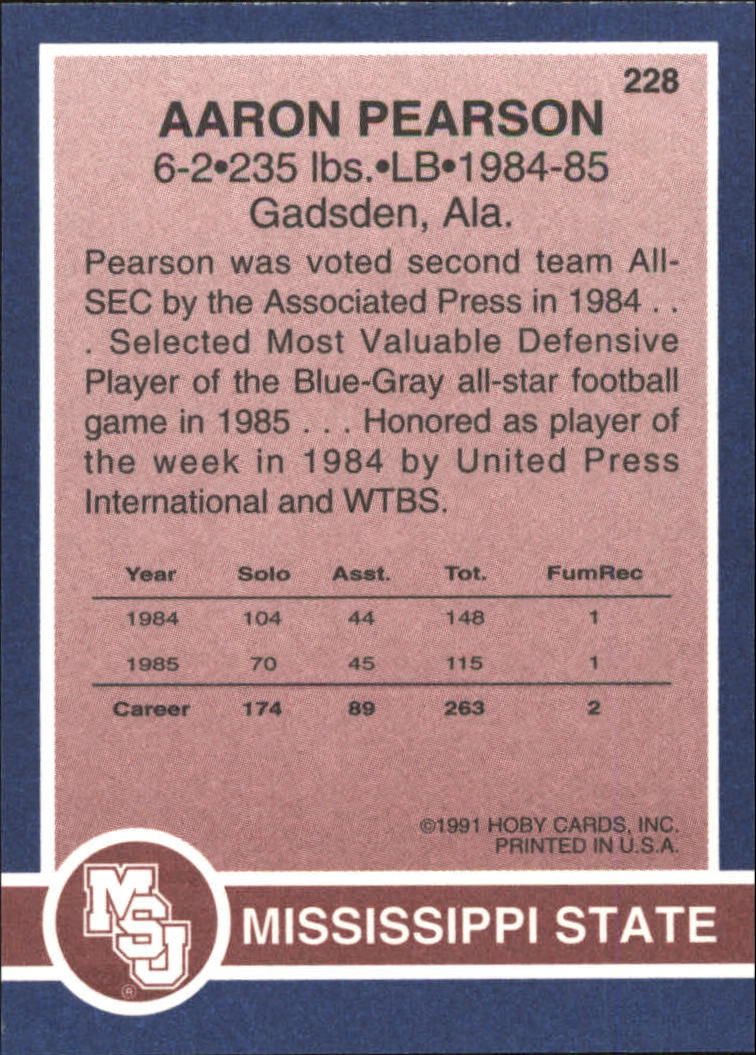 228
AARON PEARSON
6-2•235 lbs.•LB•1984-85
Gadsden, Ala.
Pearson was voted second team All-
SEC by the Associated Press in 1984 . .
. Selected Most Valuable Defensive
Player of the Blue-Gray all-star football
game in 1985 . . . Honored as player of
the week in 1984 by United Press
International and WTBS.
Year Solo Asst. Tot. FumRec
1984 104 44 148 1
1985 70 45 115 1
Career 174 89 263 2
©1991 HOBY CARDS, INC.
PRINTED IN U.S.A.
MSU
®
MISSISSIPPI STATE